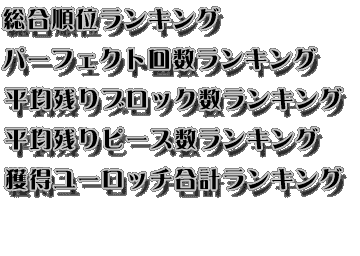 総合順位ランキング
パーフェクト回数ランキング
平均残りブロック数ランキング
平均残りピース数ランキング
獲得ユーロッチ合計ランキング